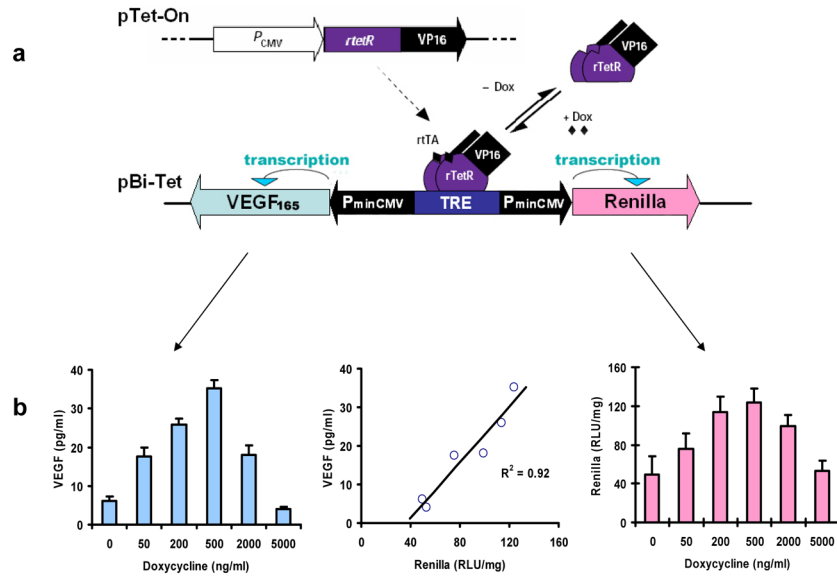 pTet-On
a
PCMV
rtetR
VP16
VP16
rTetR
– Dox
+ Dox
rtTA
VP16
rTetR
transcription
transcription
pBi-Tet
VEGF165
PminCMV
TRE
PminCMV
Renilla
b
VEGF (pg/ml)
40
30
20
10
0
0 50 200 500 2000 5000
Doxycycline (ng/ml)
VEGF (pg/ml)
40
30
20
10
0
R² = 0.92
0 40 80 120 160
Renilla (RLU/mg)
Renilla (RLU/mg)
160
120
80
40
0
0 50 200 500 2000 5000
Doxycycline (ng/ml)